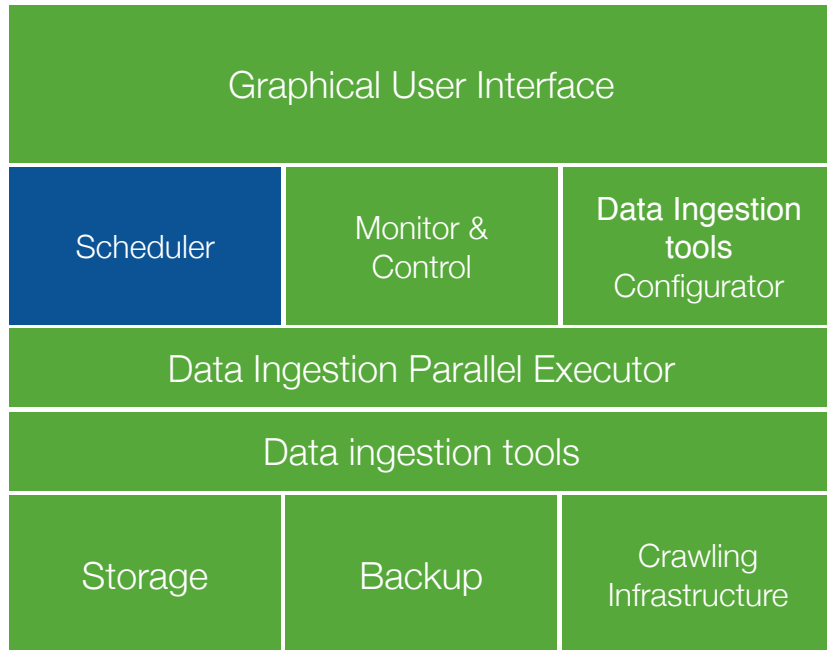 Graphical User Interface
Scheduler
Monitor &
Control
Data Ingestion
tools
Configurator
Data Ingestion Parallel Executor
Data ingestion tools
Storage
Backup
Crawling
Infrastructure